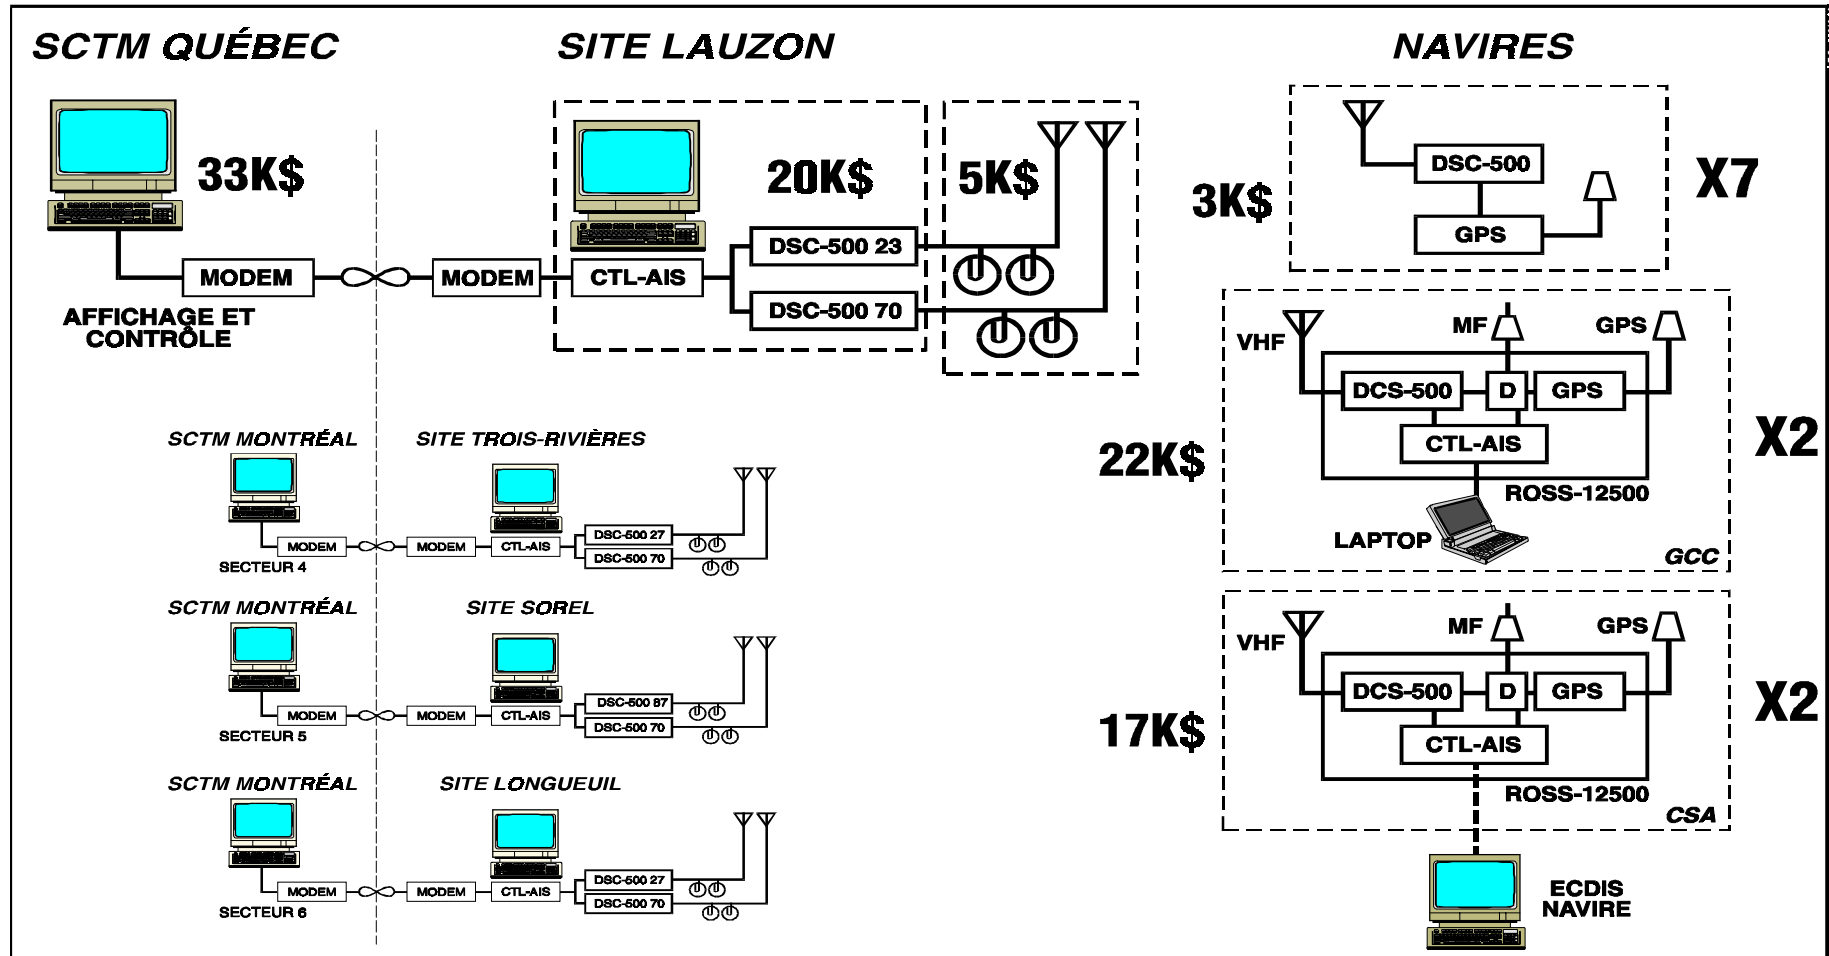 SCTM QUÉBEC
SITE LAUZON
NAVIRES
33K$
20K$
5K$
MODEM
MODEM
CTL-AIS
DSC-500 23
DSC-500 70
AFFICHAGE ET
CONTRÔLE
3K$
DSC-500
GPS
X7
VHF
MF
GPS
DCS-500
D
GPS
CTL-AIS
ROSS-12500
LAPTOP
GCC
22K$
X2
SCTM MONTRÉAL
SITE TROIS-RIVIÈRES
MODEM
MODEM
CTL-AIS
DSC-500 27
DSC-500 70
SECTEUR 4
SCTM MONTRÉAL
SITE SOREL
MODEM
MODEM
CTL-AIS
DSC-500 87
DSC-500 70
SECTEUR 5
SCTM MONTRÉAL
SITE LONGUEUIL
MODEM
MODEM
CTL-AIS
DSC-500 27
DSC-500 70
SECTEUR 6
VHF
MF
GPS
DCS-500
D
GPS
CTL-AIS
ROSS-12500
CSA
17K$
X2
ECDIS
NAVIRE